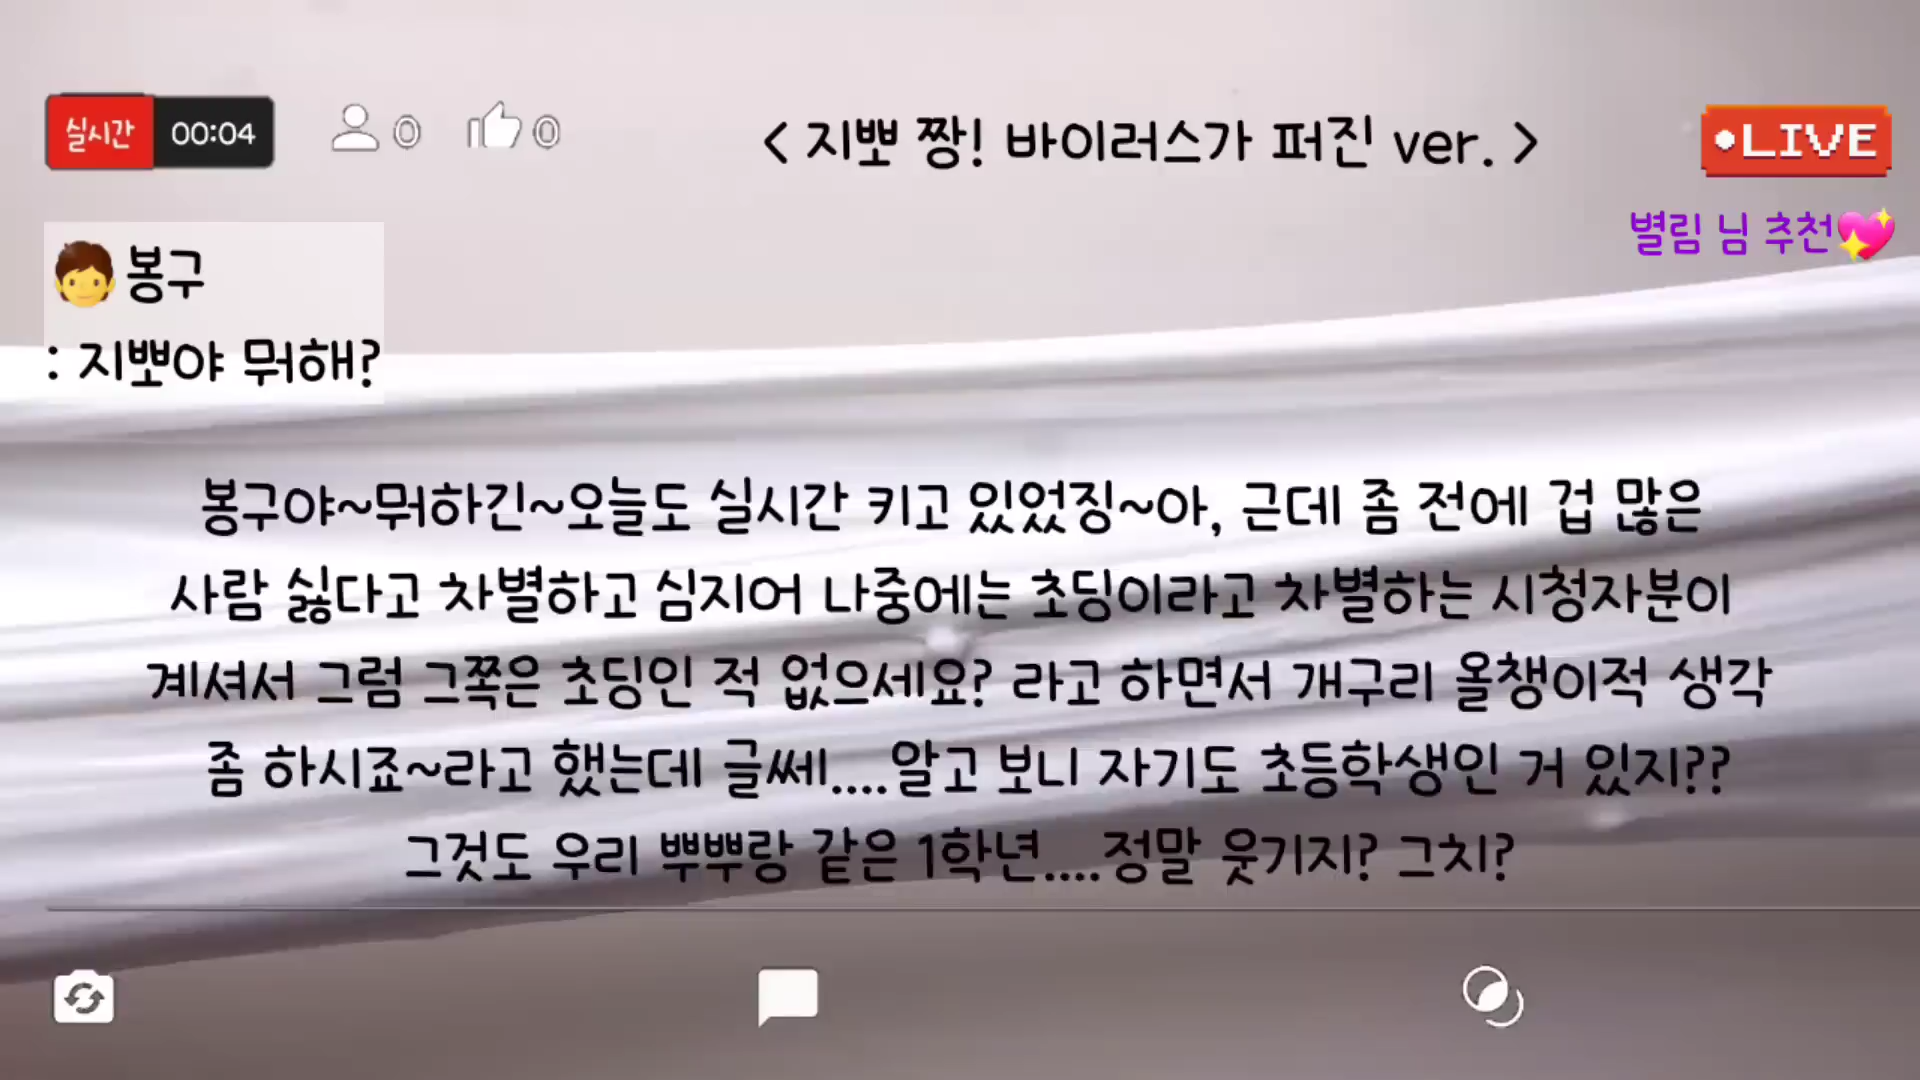 실시간 00:04 0 0 < 지뽀 짱! 바이러스가 퍼진 ver. > •LIVE
별림 님 추천
봉구
: 지뽀야 뭐해?
봉구야~뭐하긴~오늘도 실시간 키고 있었징~아, 근데 좀 전에 겁 많은
사람 싫다고 차별하고 심지어 나중에는 초딩이라고 차별하는 시청자분이
계셔서 그럼 그쪽은 초딩인 적 없으세요? 라고 하면서 개구리 올챙이적 생각
좀 하시죠~라고 했는데 글쎄....알고 보니 자기도 초등학생인 거 있지??
그것도 우리 뿌뿌랑 같은 1학년....정말 웃기지? 그치?